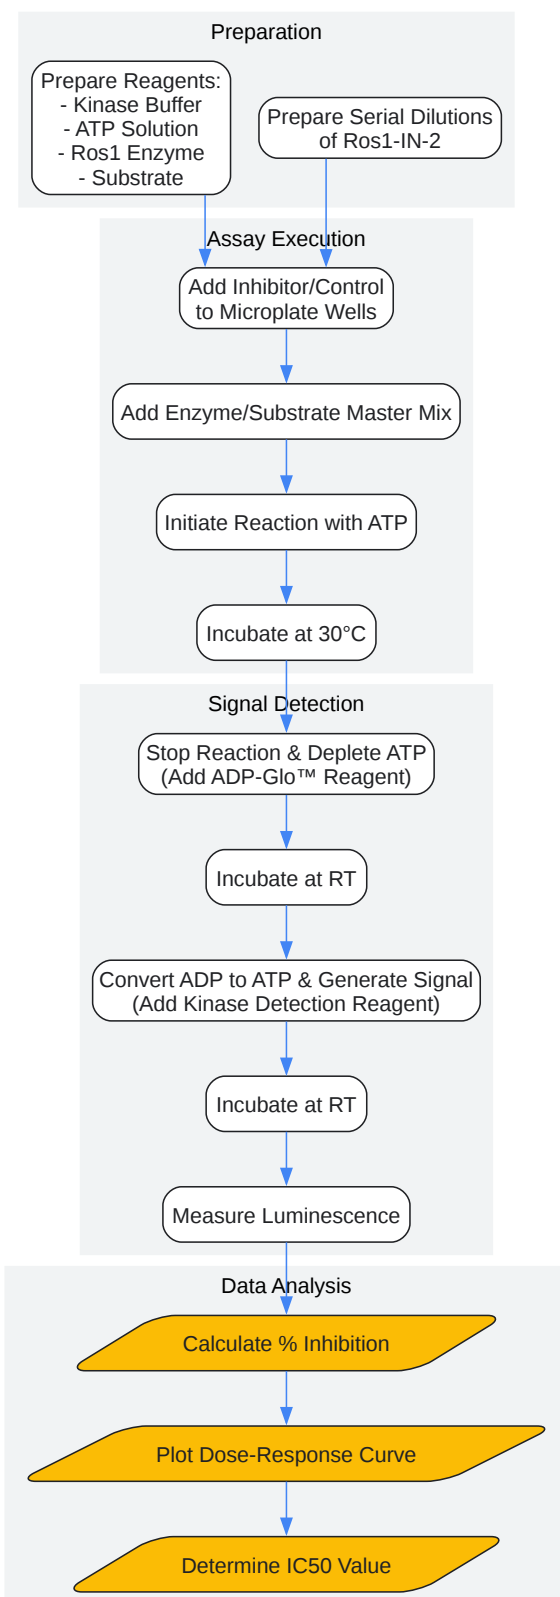 Preparation
Prepare Reagents:
- Kinase Buffer
- ATP Solution
- Ros1 Enzyme
- Substrate
Prepare Serial Dilutions
of Ros1-IN-2
Assay Execution
Add Inhibitor/Control
to Microplate Wells
Add Enzyme/Substrate Master Mix
Initiate Reaction with ATP
Incubate at 30°C
Signal Detection
Stop Reaction & Deplete ATP
(Add ADP-Glo™ Reagent)
Incubate at RT
Convert ADP to ATP & Generate Signal
(Add Kinase Detection Reagent)
Incubate at RT
Measure Luminescence
Data Analysis
Calculate % Inhibition
Plot Dose-Response Curve
Determine IC50 Value